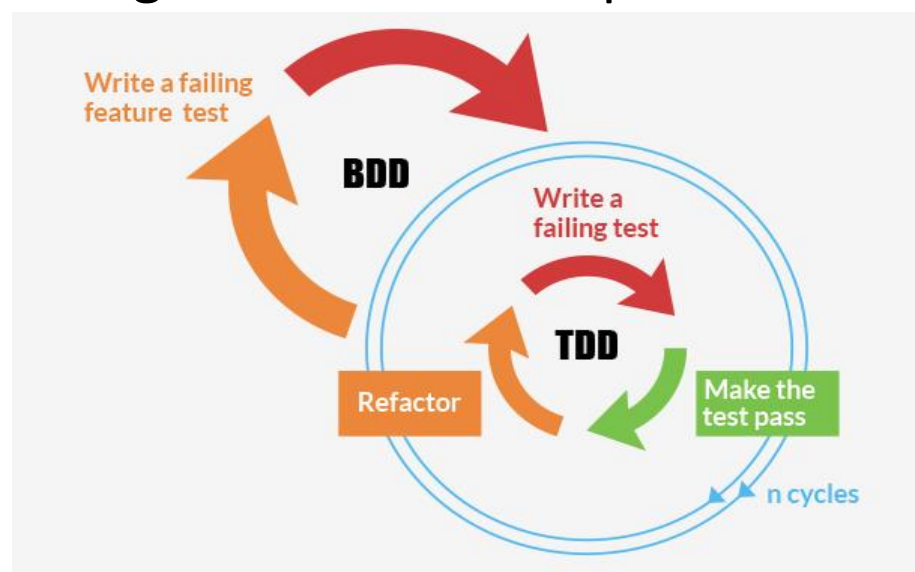 Write a failing
feature test
BDD
Write a
failing test
TDD
Refactor
Make the
test pass
n cycles